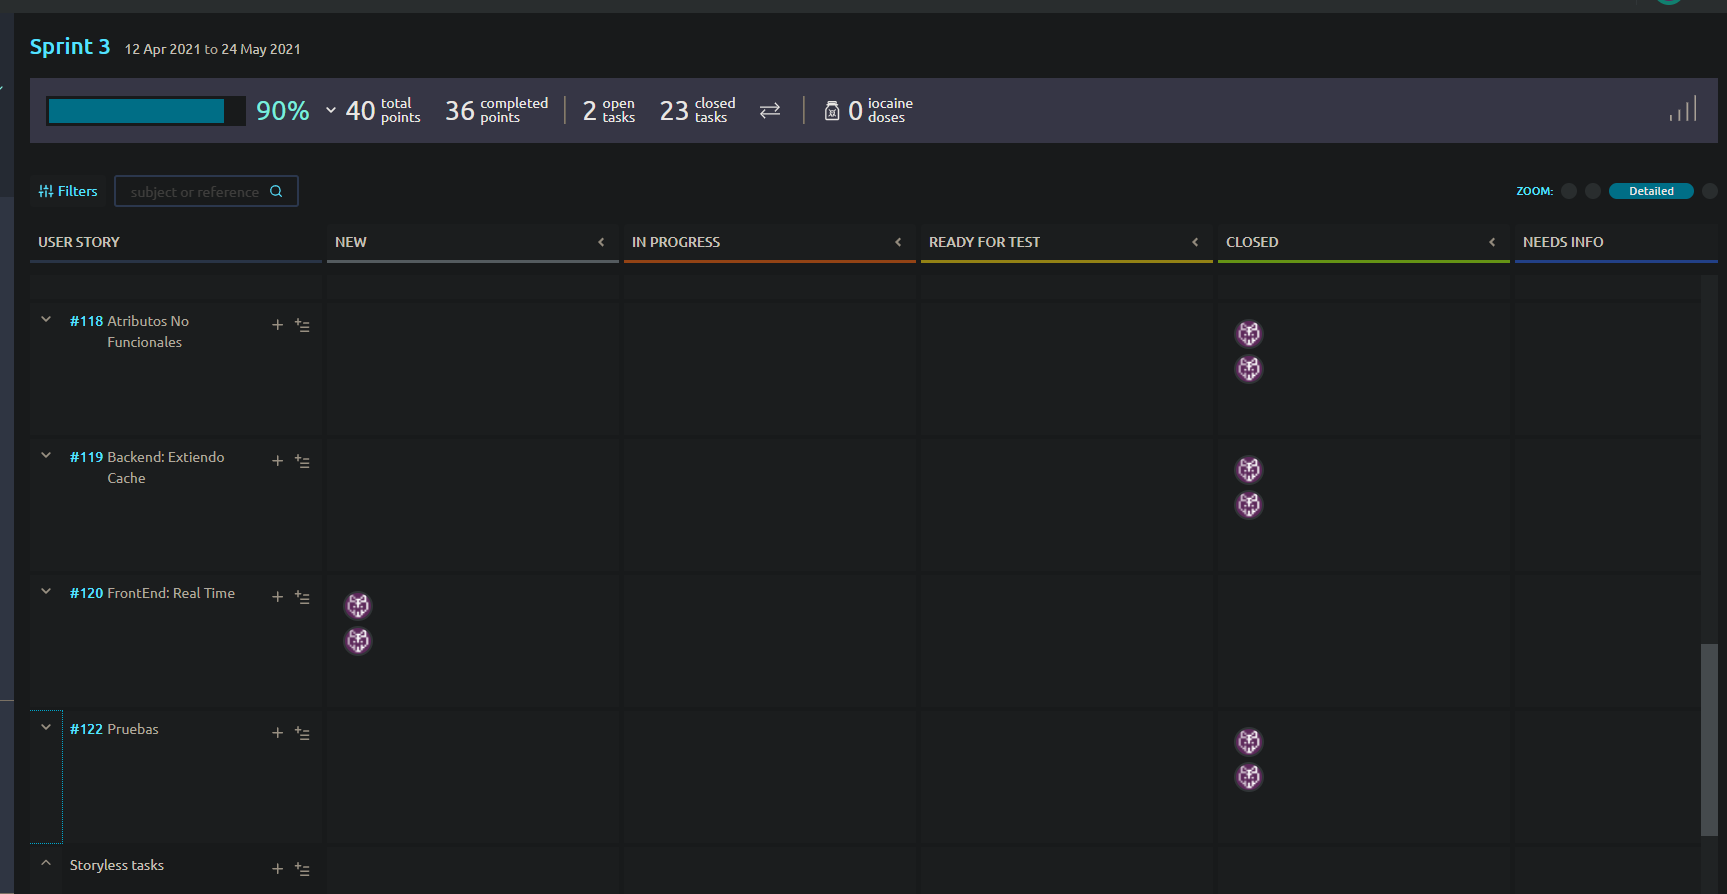 Sprint 3 12 Apr 2021 to 24 May 2021
90% 40 total points 36 completed points 2 open tasks 23 closed tasks 0 iocaine doses
Filters subject or reference ZOOM: Detailed
USER STORY NEW IN PROGRESS READY FOR TEST CLOSED NEEDS INFO
#118 Atributos No
Funcionales
#119 Backend: Extiendo
Cache
#120 FrontEnd: Real Time
#122 Pruebas
Storyless tasks